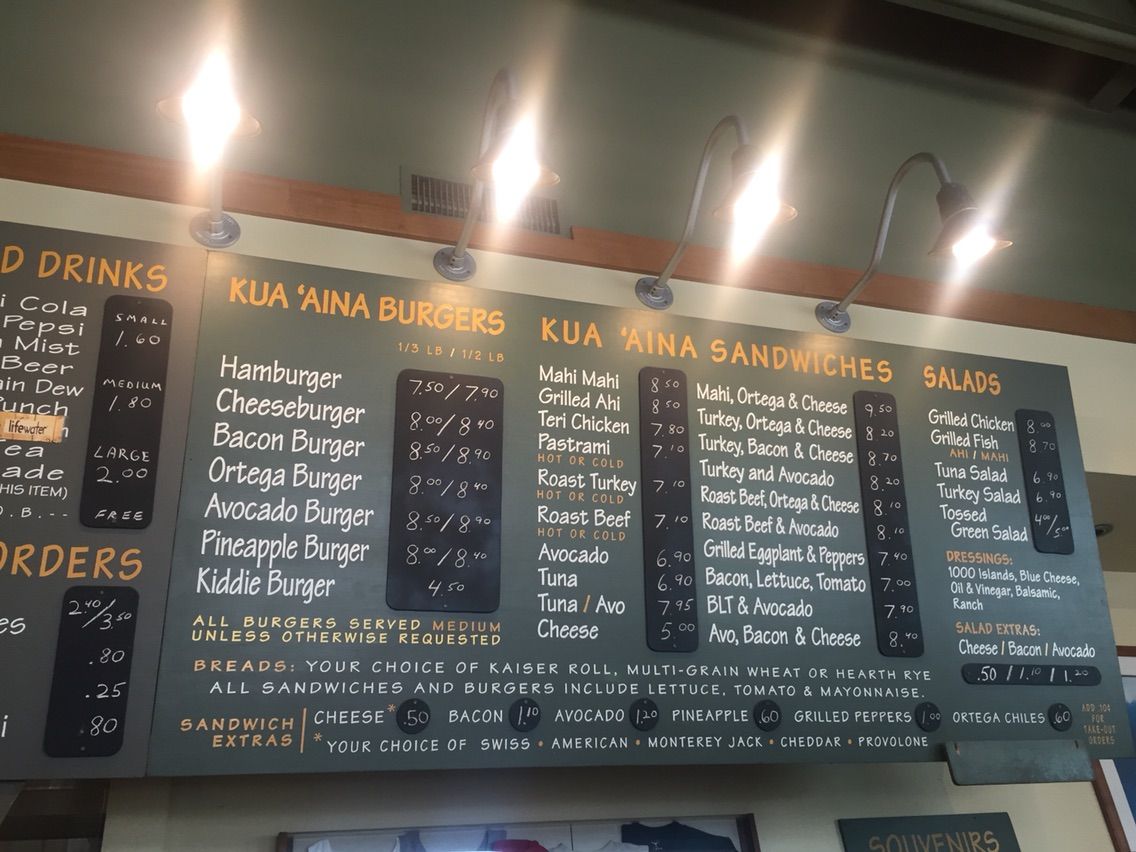 D DRINKS
i Cola
Pepsi
Mist
Beer
ain Dew
unch
lifewater
ea
ade
HIS ITEM)
O.B.--
SMALL
1.60
MEDIUM
1.80
LARGE
2.00
FREE
ORDERS
es
i
2.40/3.50
.80
.25
.80
KUA 'AINA BURGERS
1/3 LB / 1/2 LB
Hamburger 7.50/7.90
Cheeseburger 8.00/8.40
Bacon Burger 8.50/8.90
Ortega Burger 8.00/8.40
Avocado Burger 8.50/8.90
Pineapple Burger 8.00/8.40
Kiddie Burger 4.50
ALL BURGERS SERVED MEDIUM
UNLESS OTHERWISE REQUESTED
KUA 'AINA SANDWICHES
Mahi Mahi 8.50
Grilled Ahi 8.50
Teri Chicken 7.80
Pastrami 7.10
HOT OR COLD
Roast Turkey 7.10
HOT OR COLD
Roast Beef 7.10
HOT OR COLD
Avocado 6.90
Tuna 6.90
Tuna / Avo 7.95
Cheese 5.00
Mahi, Ortega & Cheese 9.50
Turkey, Ortega & Cheese 8.20
Turkey, Bacon & Cheese 8.70
Turkey and Avocado 8.20
Roast Beef, Ortega & Cheese 8.10
Roast Beef & Avocado 8.10
Grilled Eggplant & Peppers 7.40
Bacon, Lettuce, Tomato 7.00
BLT & Avocado 7.90
Avo, Bacon & Cheese 8.40
SALADS
Grilled Chicken 8.00
Grilled Fish 8.70
AHI / MAHI
Tuna Salad 6.90
Turkey Salad 6.90
Tossed
Green Salad 4.00/5.00
DRESSINGS:
1000 Islands, Blue Cheese,
Oil & Vinegar, Balsamic,
Ranch
SALAD EXTRAS:
Cheese / Bacon / Avocado
.50 / 1.10 / 1.20
BREADS: YOUR CHOICE OF KAISER ROLL, MULTI-GRAIN WHEAT OR HEARTH RYE
ALL SANDWICHES AND BURGERS INCLUDE LETTUCE, TOMATO & MAYONNAISE.
SANDWICH
EXTRAS
CHEESE* .50 BACON 1.10 AVOCADO 1.20 PINEAPPLE .60 GRILLED PEPPERS 1.00 ORTEGA CHILES .60
*YOUR CHOICE OF SWISS • AMERICAN • MONTEREY JACK • CHEDDAR • PROVOLONE
ADD 10¢
FOR
TAKE-OUT
ORDERS
SOUVENIRS